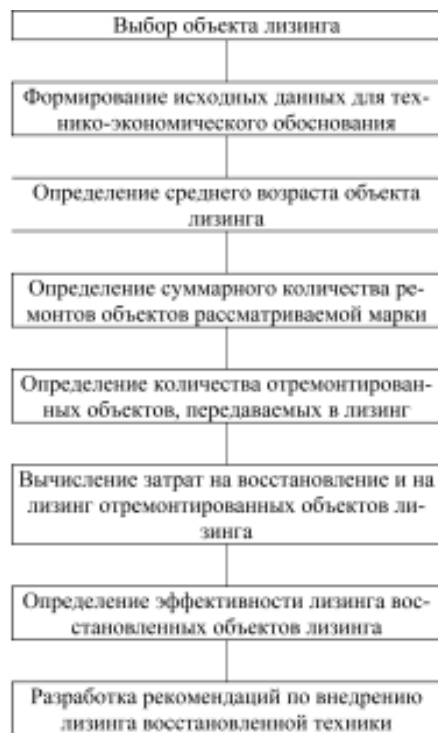 Выбор объекта лизинга
Формирование исходных данных для тех-
нико-экономического обоснования
Определение среднего возраста объекта
лизинга
Определение суммарного количества ре-
монтов объектов рассматриваемой марки
Определение количества отремонтирован-
ных объектов, передаваемых в лизинг
Вычисление затрат на восстановление и на
лизинг отремонтированных объектов ли-
зинга
Определение эффективности лизинга вос-
становленных объектов лизинга
Разработка рекомендаций по внедрению
лизинга восстановленной техники